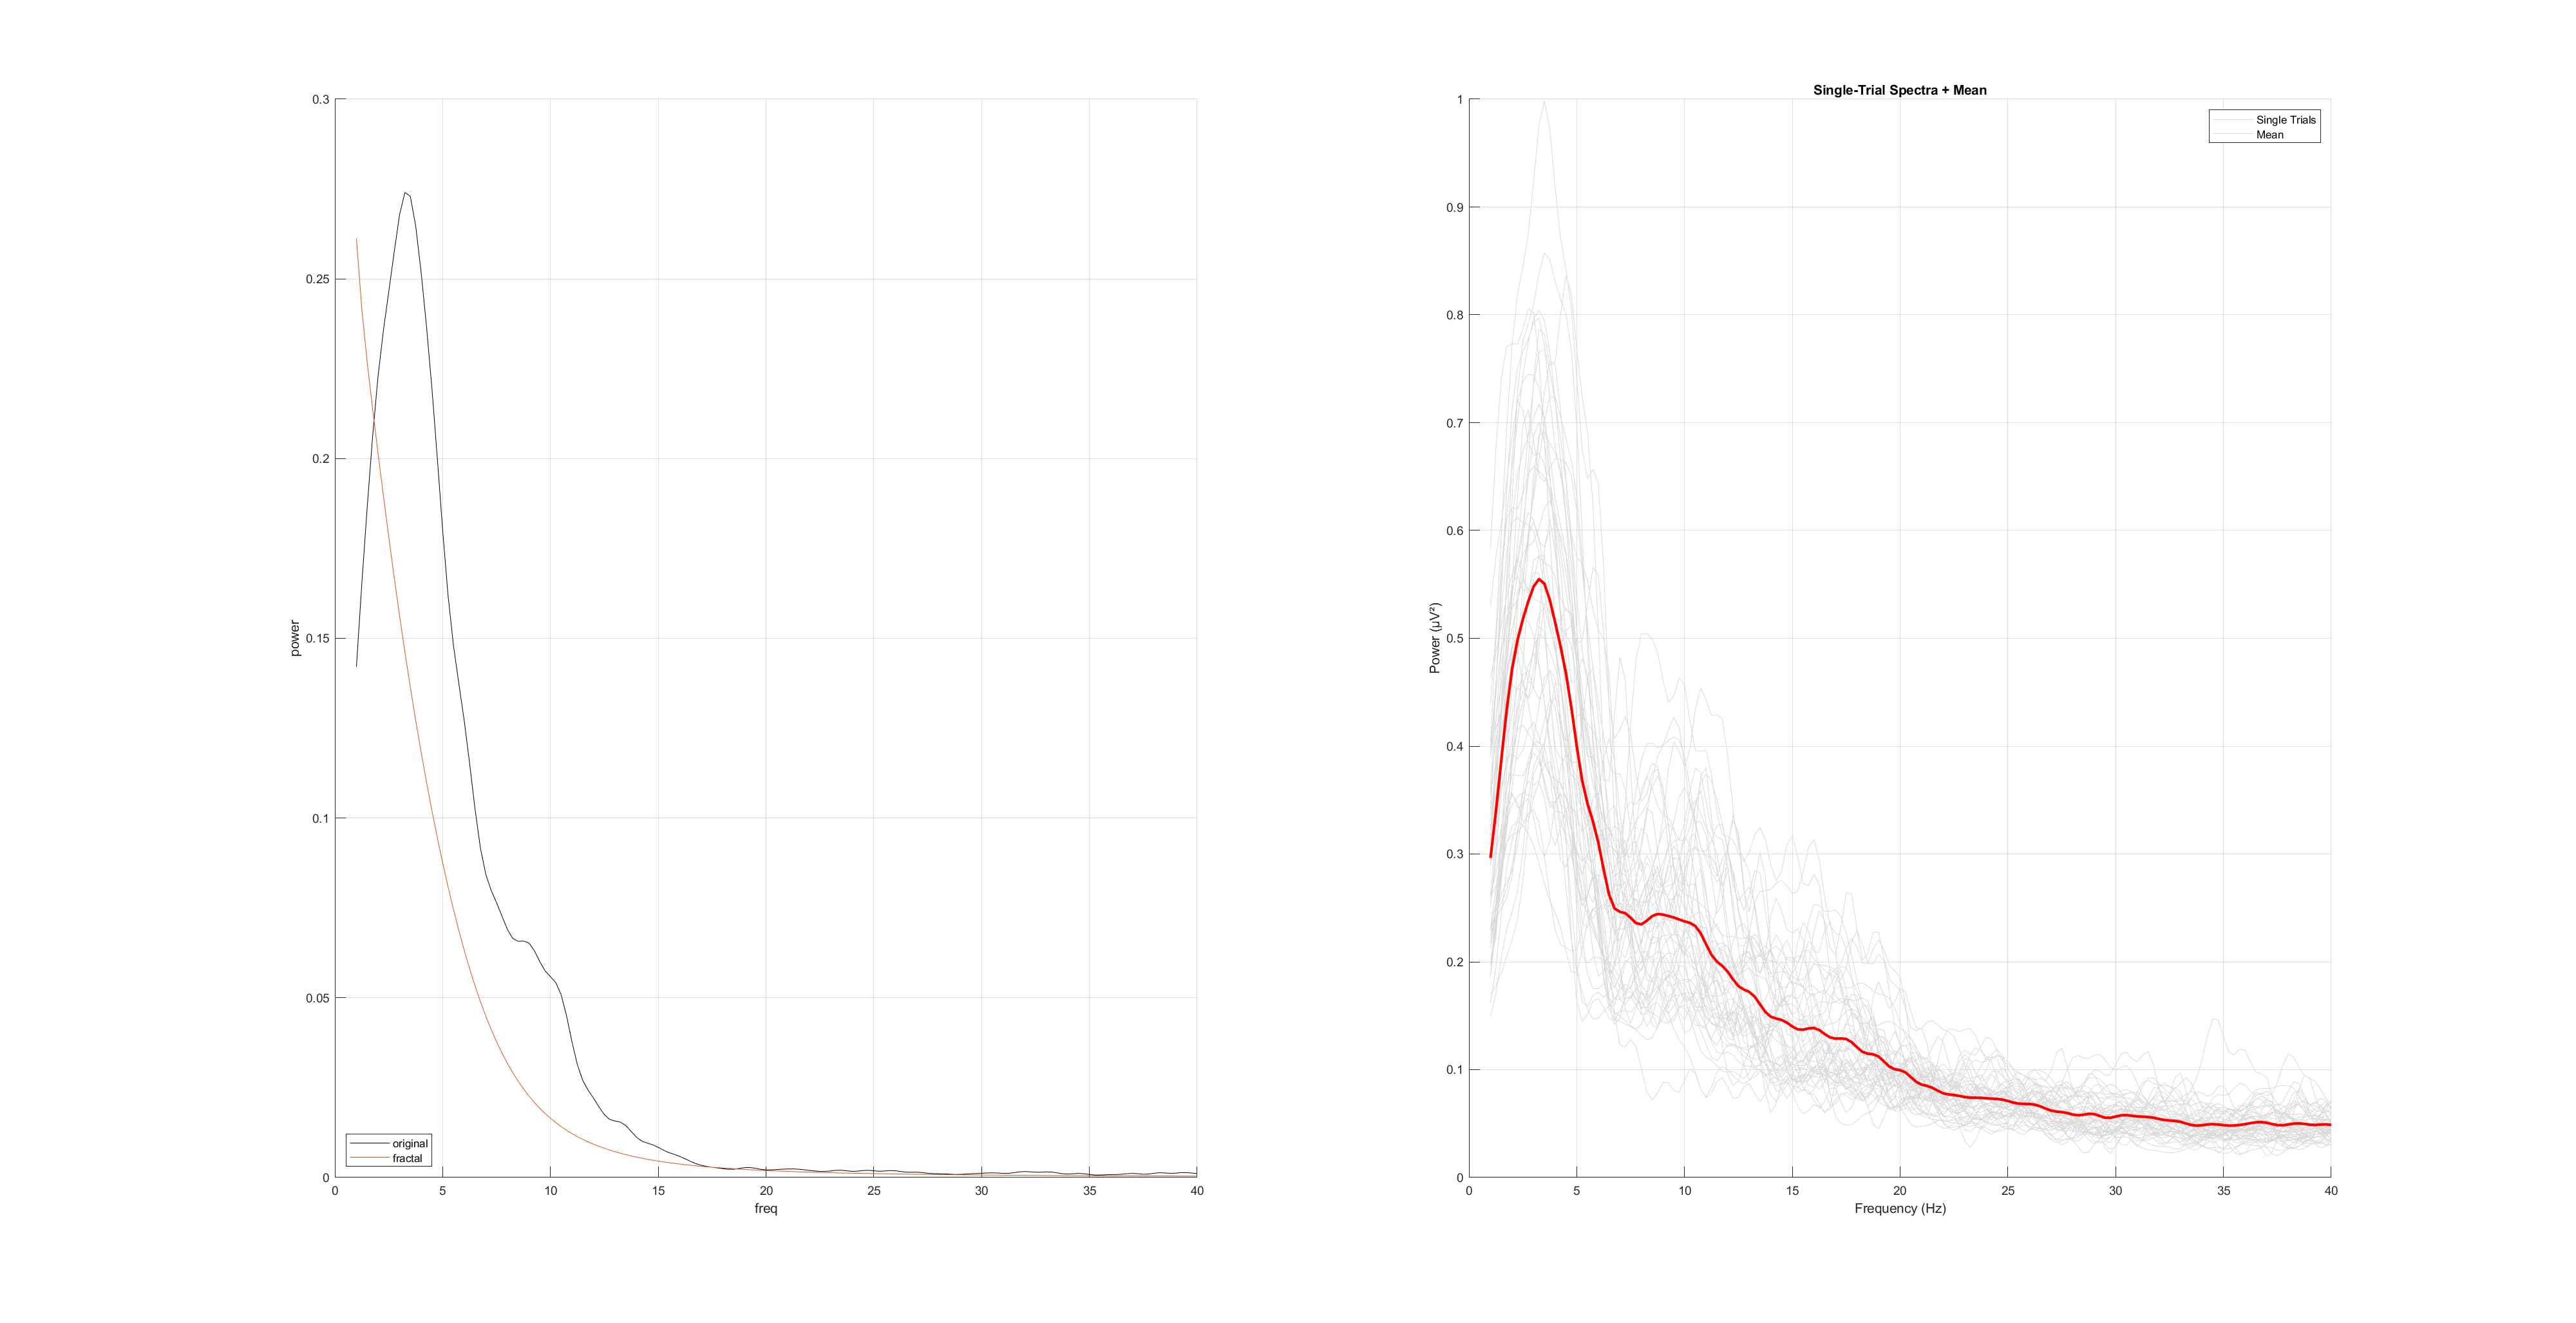 0.3
0.25
0.2
0.15
0.1
0.05
0
power
original
fractal
0 5 10 15 20 25 30 35 40
freq
Single-Trial Spectra + Mean
1
0.9
0.8
0.7
0.6
0.5
0.4
0.3
0.2
0.1
0
Power (µV²)
Single Trials
Mean
0 5 10 15 20 25 30 35 40
Frequency (Hz)